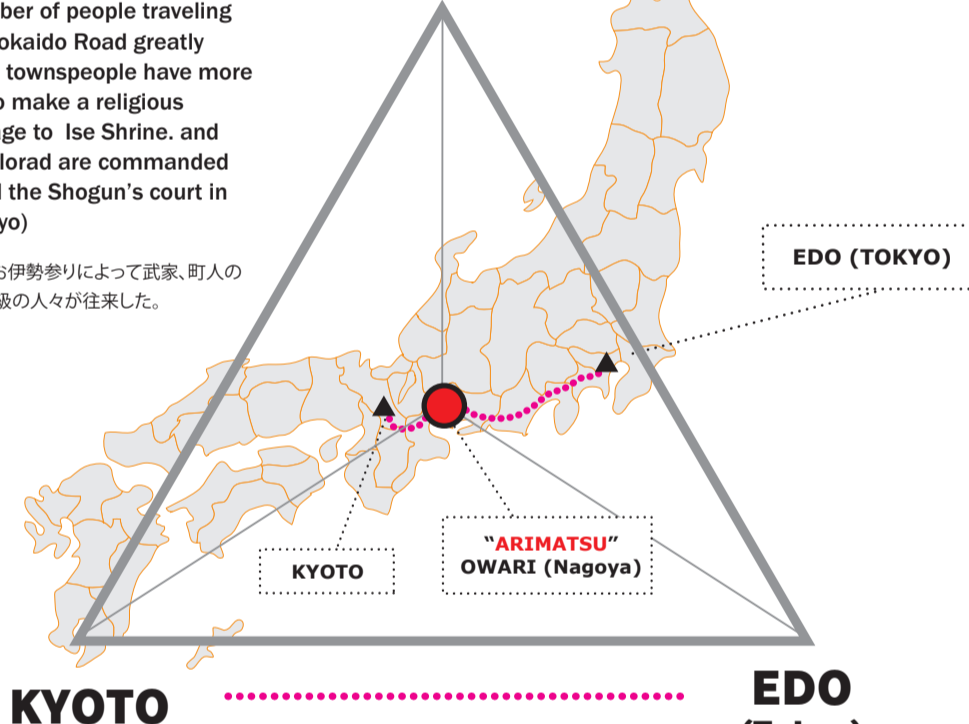 ber of people traveling
okaido Road greatly
townspeople have more
o make a religious
age to Ise Shrine. and
lorad are commanded
d the Shogun's court in
yo)
お伊勢参りによって武家、町人の
級の人々が往来した。
EDO (TOKYO)
KYOTO
"ARIMATSU"
OWARI (Nagoya)
KYOTO
EDO